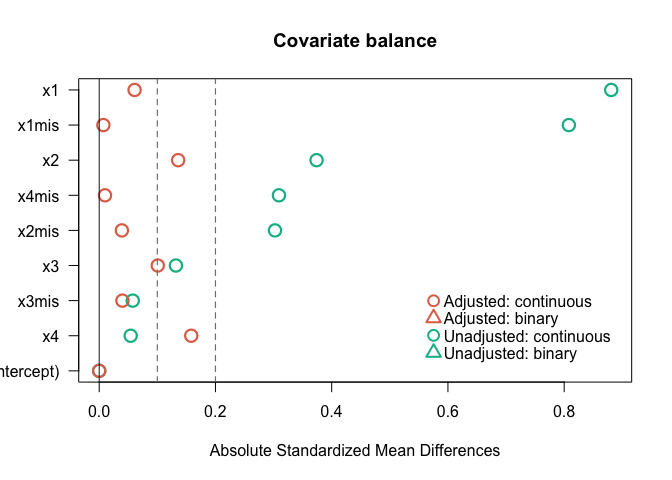 Covariate balance
x1
x1mis
x2
x4mis
x2mis
x3
x3mis
x4
ntercept)
Adjusted: continuous
Adjusted: binary
Unadjusted: continuous
Unadjusted: binary
0.0 0.2 0.4 0.6 0.8
Absolute Standardized Mean Differences